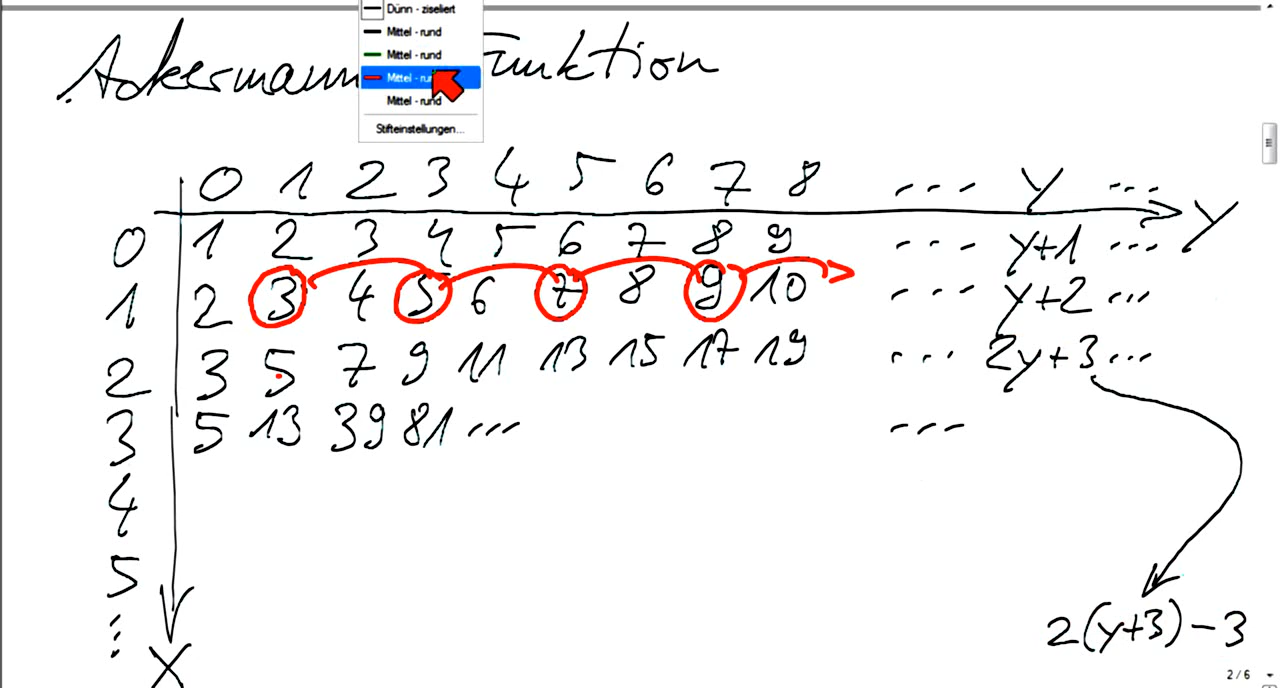 Dünn - ziseliert
Mittel - rund
Mittel - rund
Mittel - ru
Mittel - rund
Stifteinstellungen...
Ackermann Funktion
0 1 2 3 4 5 6 7 8 ... y ... y
0 1 2 3 4 5 6 7 8 9 ... y+1 ...
1 2 3 4 5 6 7 8 9 10 ... y+2 ...
2 3 5 7 9 11 13 15 17 19 ... 2y+3 ...
3 5 13 39 81 ... ...
4
5
⋮
x
2(y+3)-3
2/6